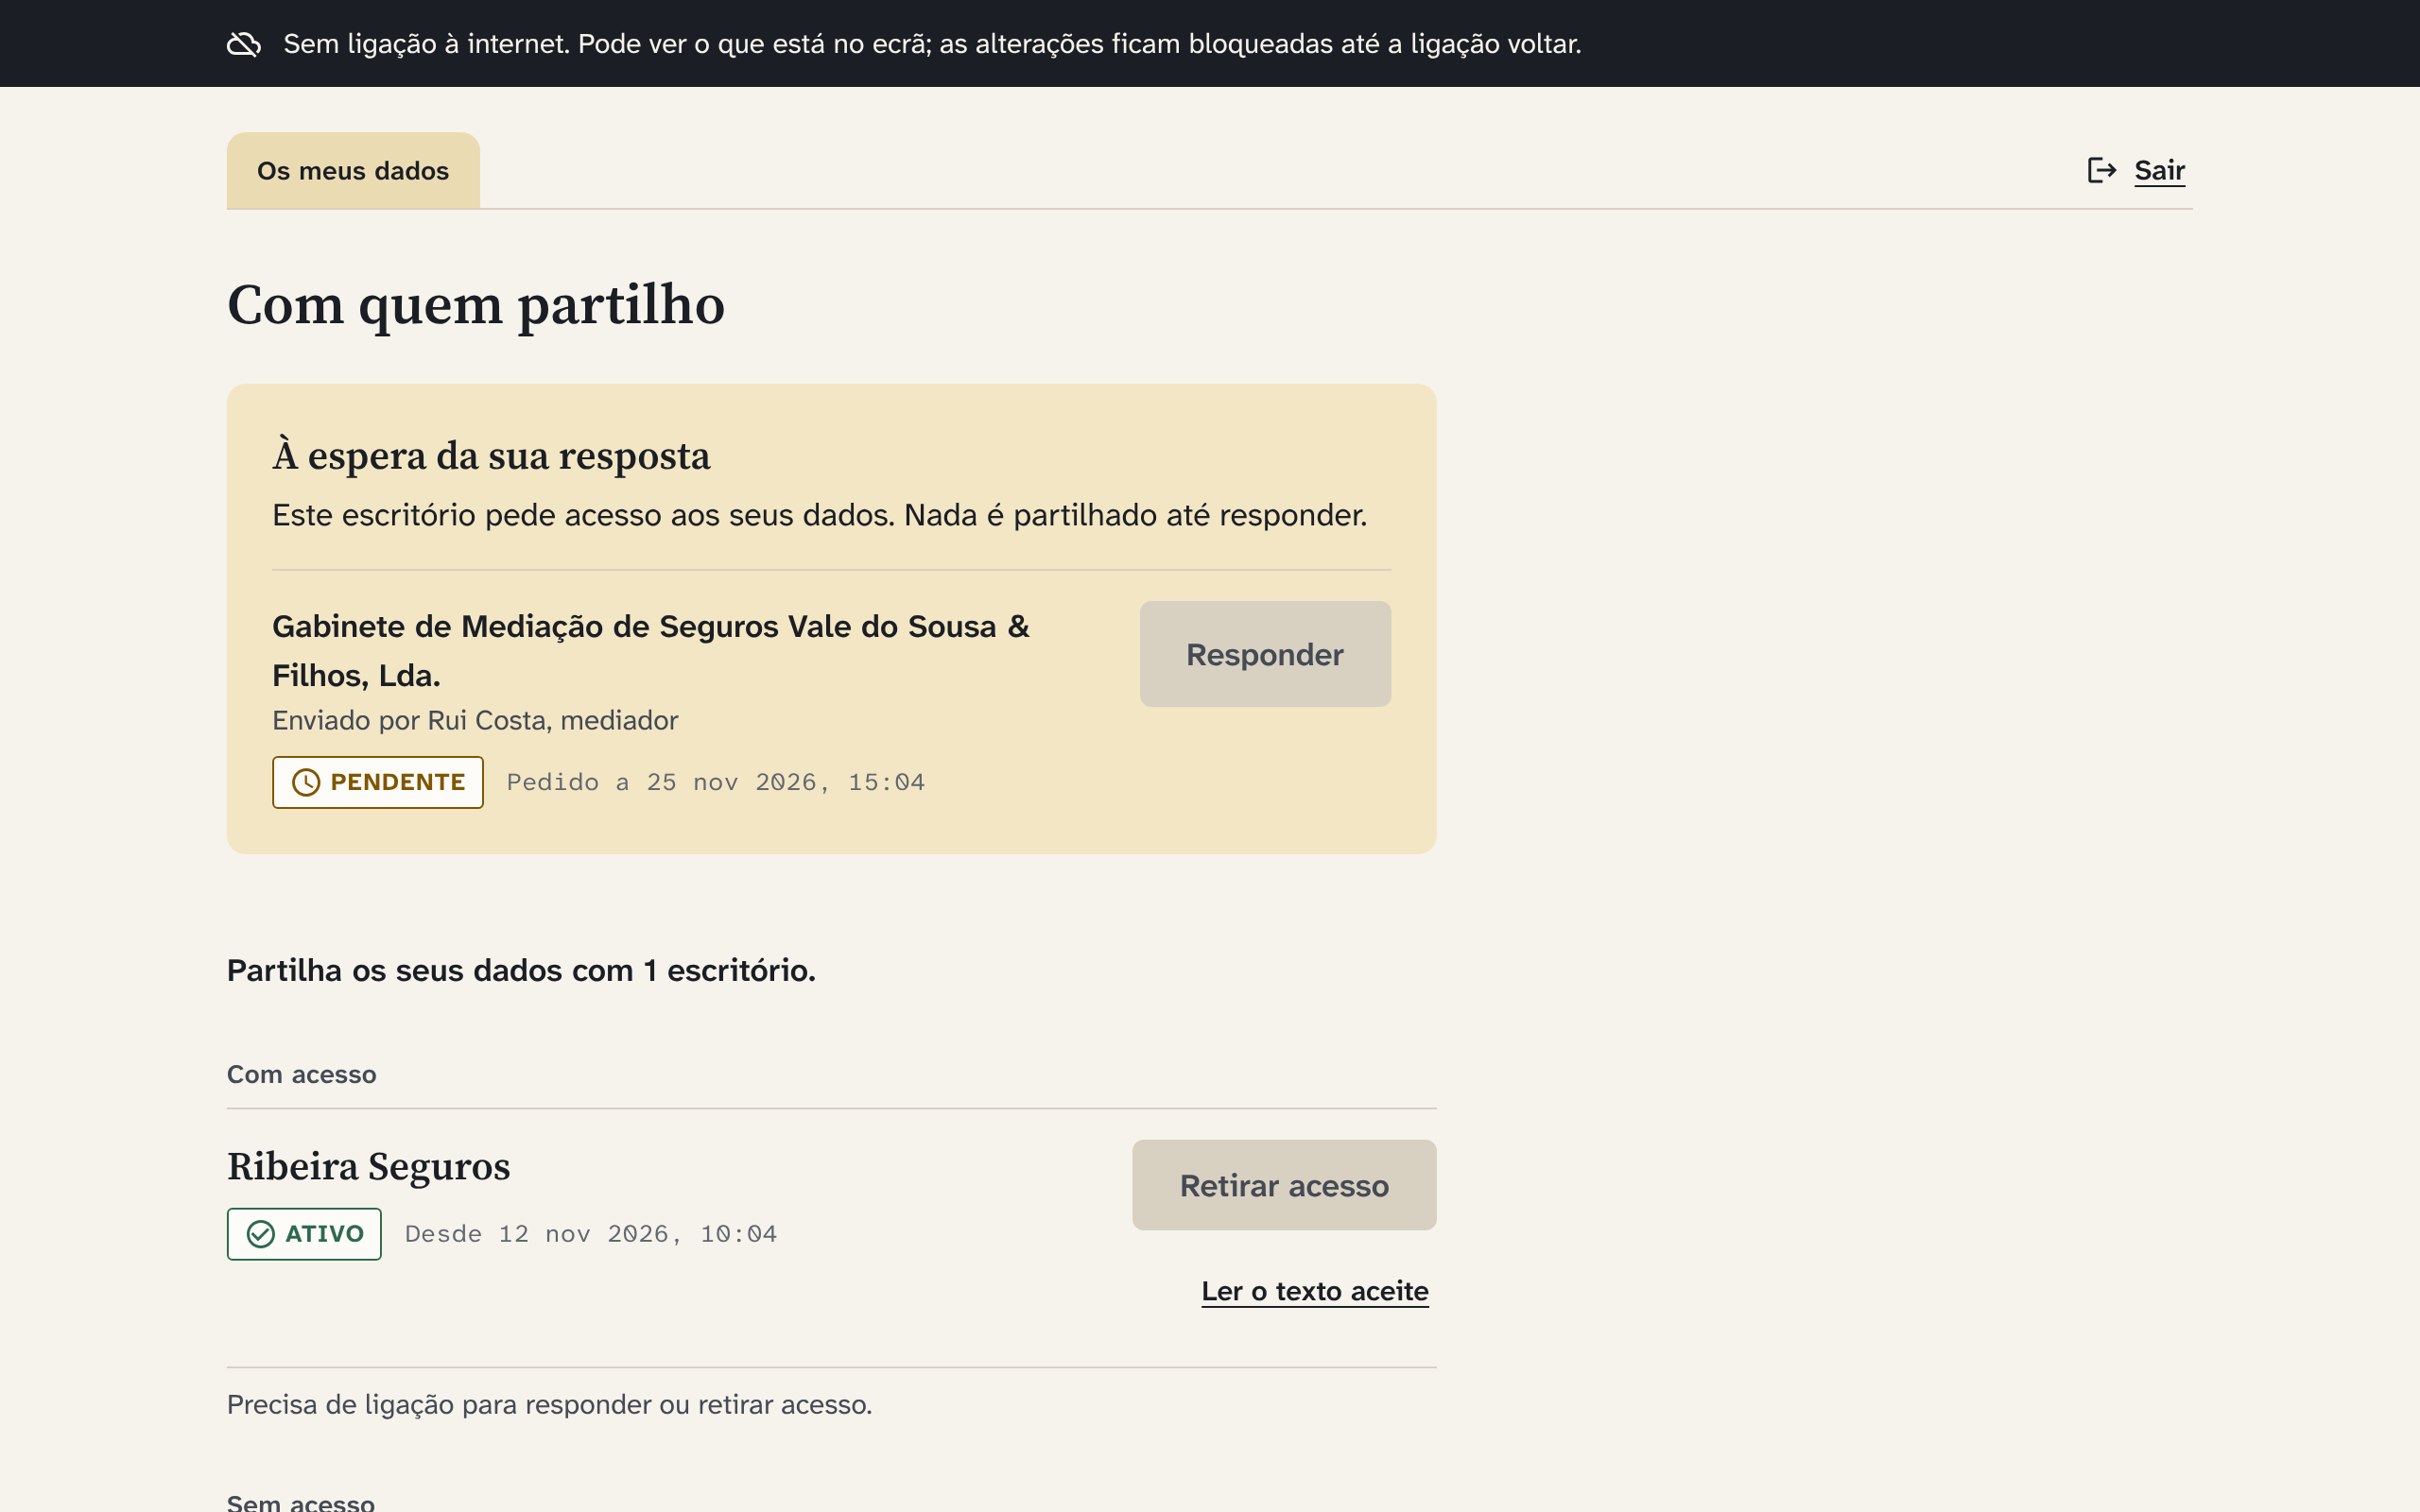 Sem ligação à internet. Pode ver o que está no ecrã; as alterações ficam bloqueadas até a ligação voltar.
Os meus dados
Sair
Com quem partilho
À espera da sua resposta
Este escritório pede acesso aos seus dados. Nada é partilhado até responder.
Gabinete de Mediação de Seguros Vale do Sousa &
Filhos, Lda.
Responder
Enviado por Rui Costa, mediador
PENDENTE
Pedido a 25 nov 2026, 15:04
Partilha os seus dados com 1 escritório.
Com acesso
Ribeira Seguros
Retirar acesso
ATIVO
Desde 12 nov 2026, 10:04
Ler o texto aceite
Precisa de ligação para responder ou retirar acesso.
Sem acesso